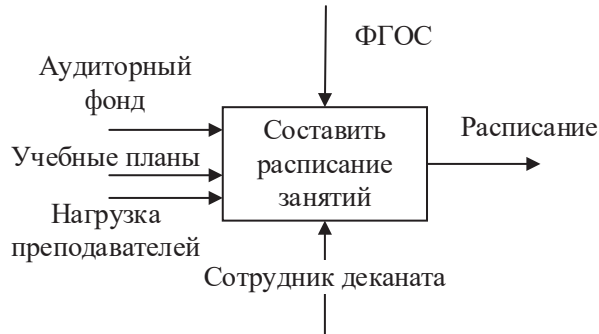 ФГОС
Аудиторный
фонд
Составить
расписание
занятий
Расписание
Учебные планы
Нагрузка
преподавателей
Сотрудник деканата